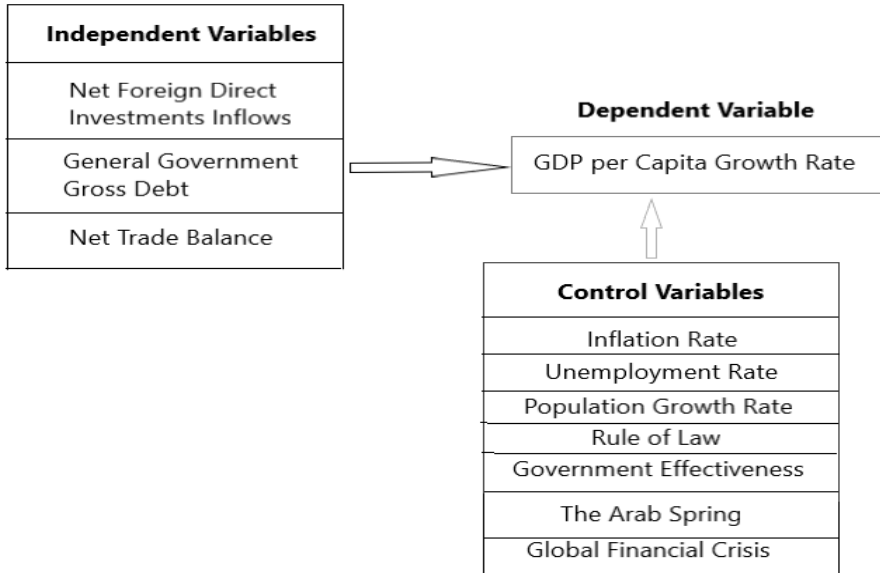 Independent Variables
Net Foreign Direct
Investments Inflows
General Government
Gross Debt
Net Trade Balance
Dependent Variable
GDP per Capita Growth Rate
Control Variables
Inflation Rate
Unemployment Rate
Population Growth Rate
Rule of Law
Government Effectiveness
The Arab Spring
Global Financial Crisis